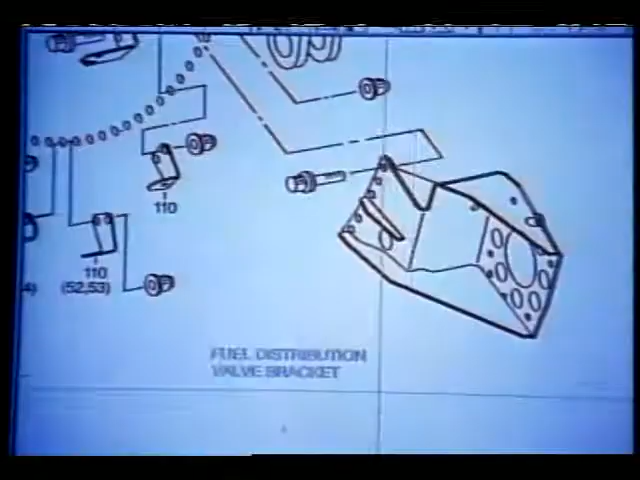 110
110
(52,53)
FUEL DISTRIBUTION
VALVE BRACKET